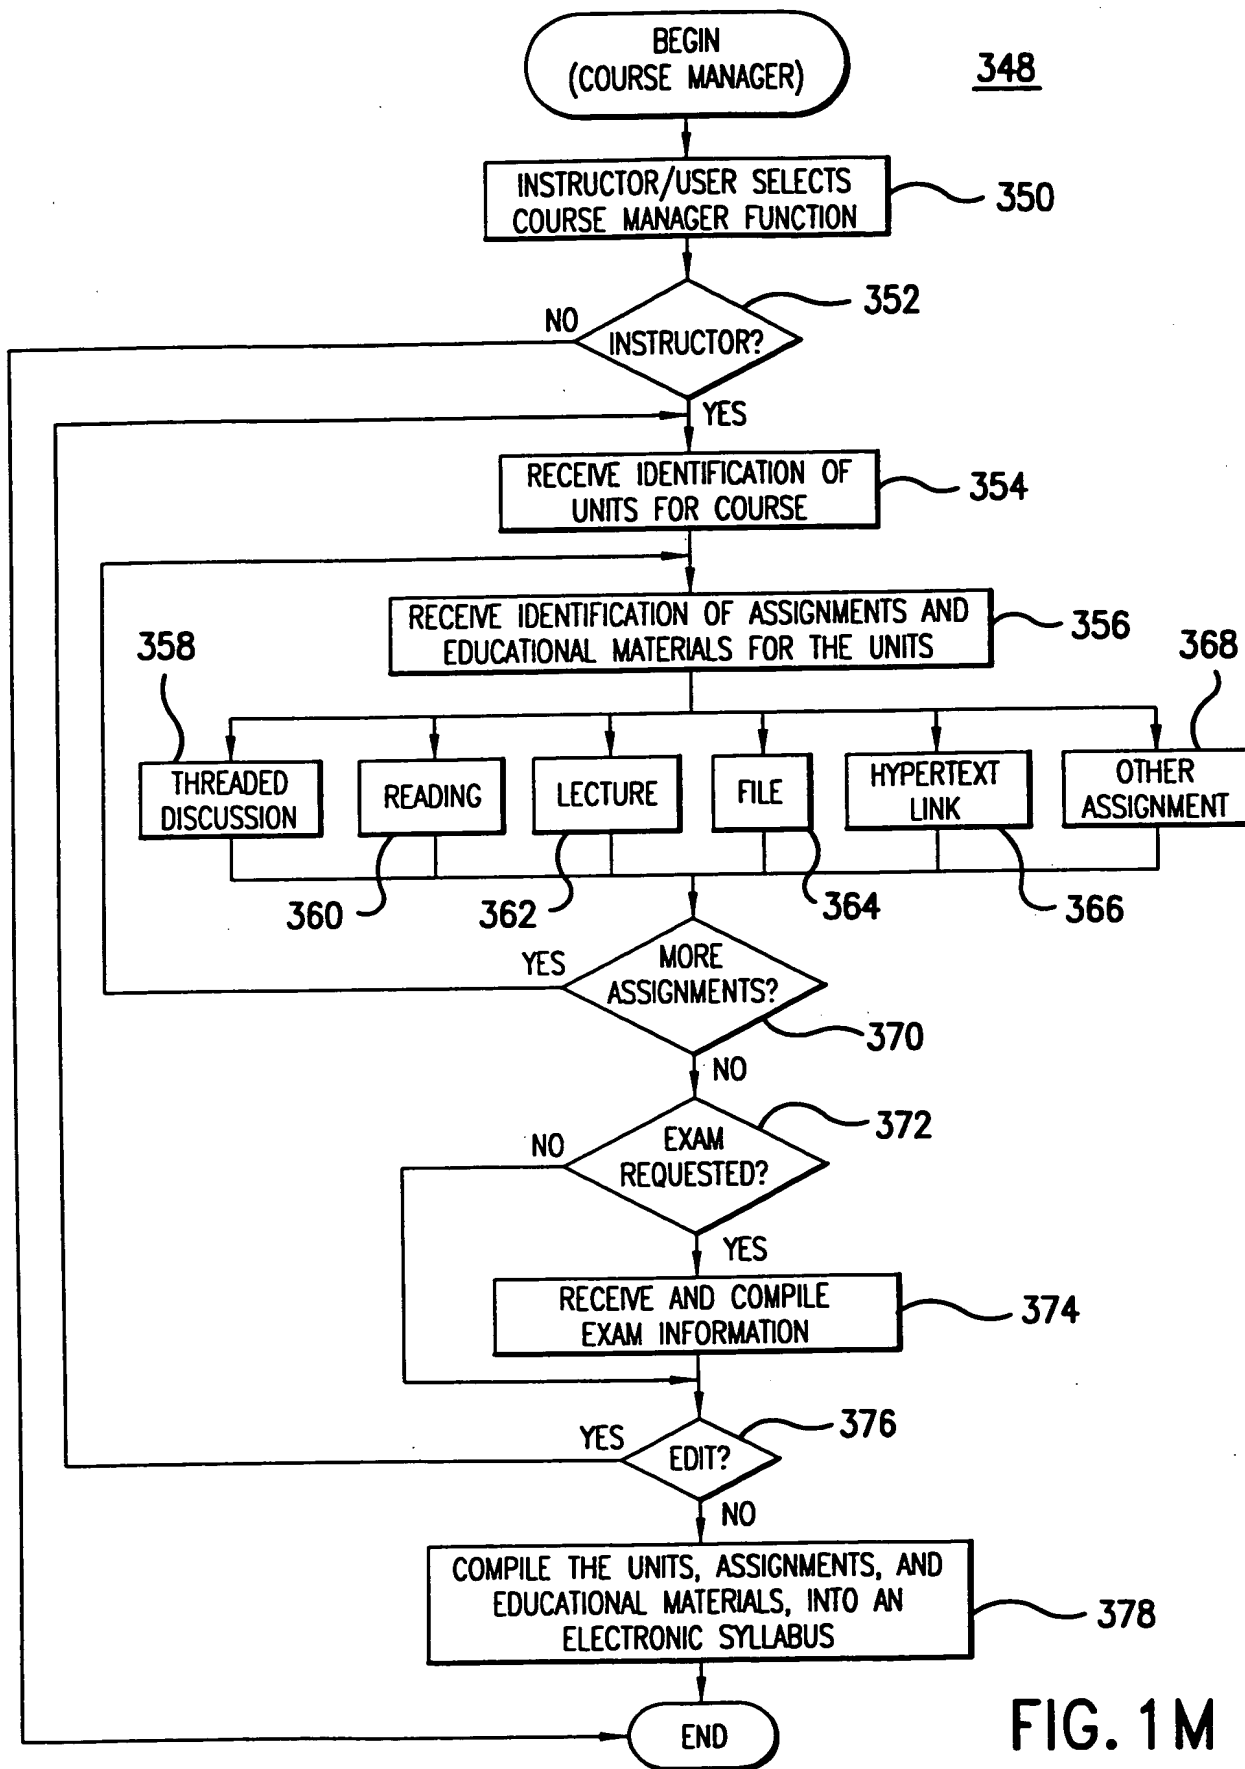 BEGIN
(COURSE MANAGER)
348
INSTRUCTOR/USER SELECTS
COURSE MANAGER FUNCTION
350
352
NO
INSTRUCTOR?
YES
RECEIVE IDENTIFICATION OF
UNITS FOR COURSE
354
RECEIVE IDENTIFICATION OF ASSIGNMENTS AND
EDUCATIONAL MATERIALS FOR THE UNITS
356
358
368
THREADED
DISCUSSION
READING
LECTURE
FILE
HYPERTEXT
LINK
OTHER
ASSIGNMENT
360
362
364
366
YES
MORE
ASSIGNMENTS?
370
NO
372
NO
EXAM
REQUESTED?
YES
RECEIVE AND COMPILE
EXAM INFORMATION
374
376
YES
EDIT?
NO
COMPILE THE UNITS, ASSIGNMENTS, AND
EDUCATIONAL MATERIALS, INTO AN
ELECTRONIC SYLLABUS
378
END
FIG. 1M